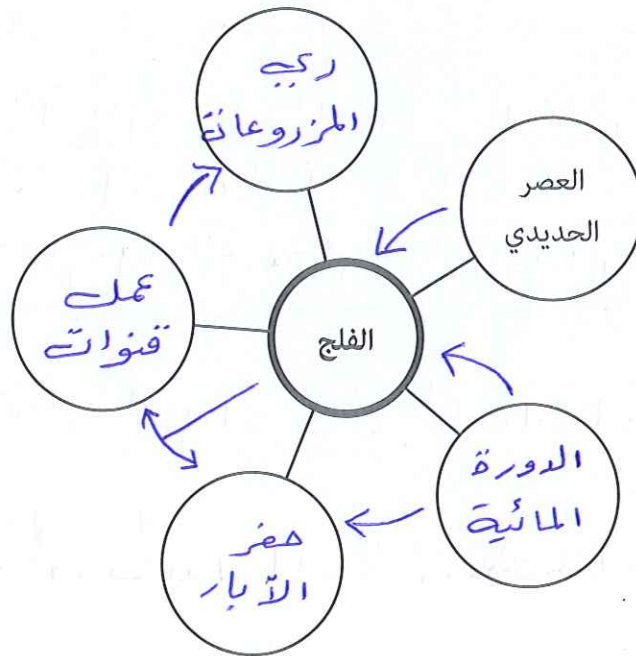 ري
المزروعات
العصر
الحديدي
عمل
قنوات
الفلج
الدورة
المائية
حفر
الآبار